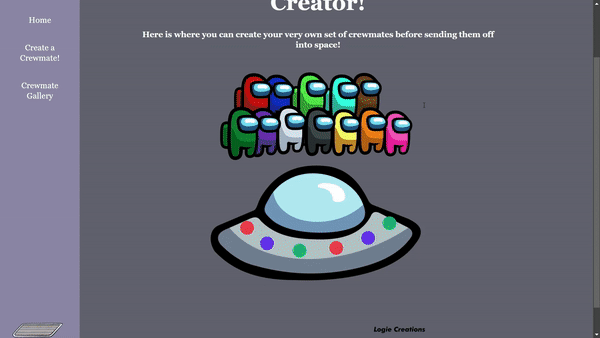 Creator!
Home
Here is where you can create your very own set of crewmates before sending them off
into space!
Create a
Crewmate!
Crewmate
Gallery
Logie Creations